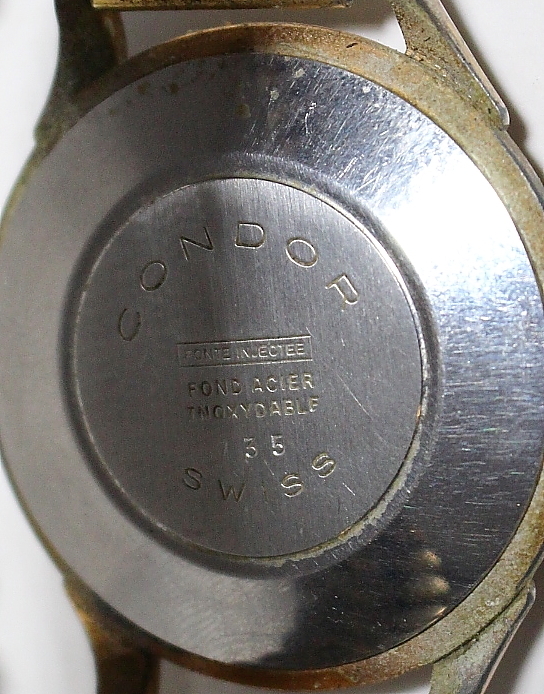 CONDOR
FONTE INJECTEE
FOND ACIER
INOXYDABLE
35
SWISS